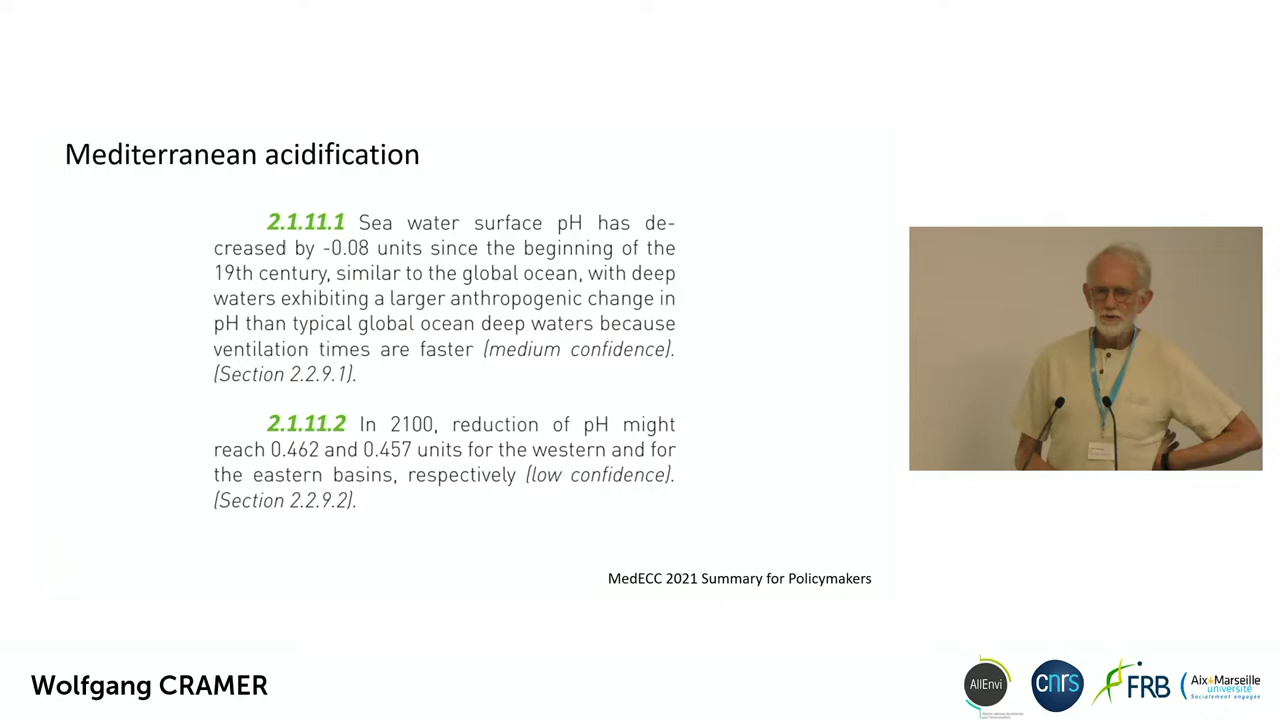 Mediterranean acidification
2.1.11.1 Sea water surface pH has de-
creased by -0.08 units since the beginning of the
19th century, similar to the global ocean, with deep
waters exhibiting a larger anthropogenic change in
pH than typical global ocean deep waters because
ventilation times are faster (medium confidence).
(Section 2.2.9.1).
2.1.11.2 In 2100, reduction of pH might
reach 0.462 and 0.457 units for the western and for
the eastern basins, respectively (low confidence).
(Section 2.2.9.2).
MedECC 2021 Summary for Policymakers
Wolfgang CRAMER
AllEnvi
cnrs
FRB
Aix Marseille
université
Socialement engagée